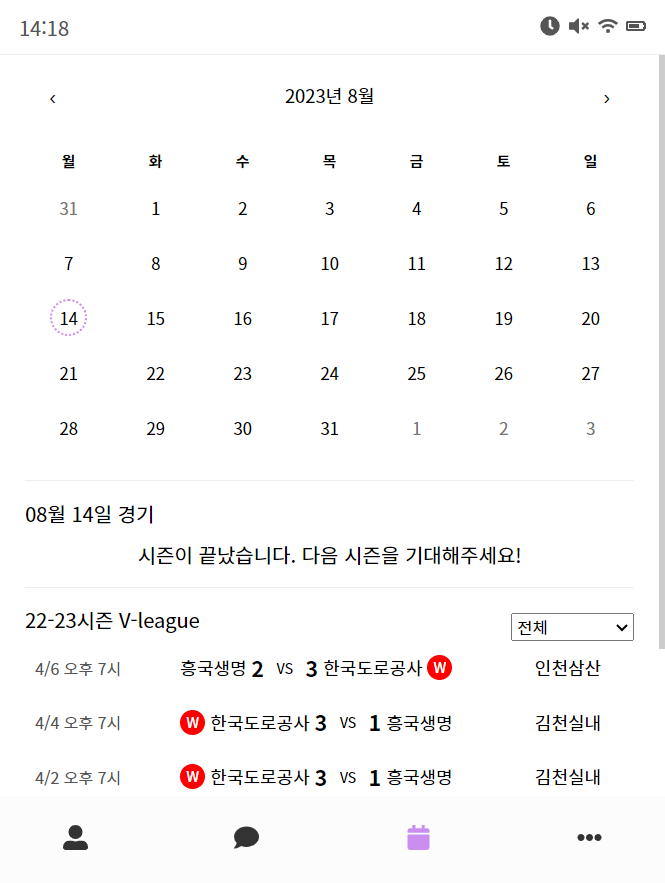 14:18
‹ 2023년 8월 ›
월 화 수 목 금 토 일
31 1 2 3 4 5 6
7 8 9 10 11 12 13
14 15 16 17 18 19 20
21 22 23 24 25 26 27
28 29 30 31 1 2 3
08월 14일 경기
시즌이 끝났습니다. 다음 시즌을 기대해주세요!
22-23시즌 V-league 전체
4/6 오후 7시 흥국생명 2 VS 3 한국도로공사 W 인천삼산
4/4 오후 7시 W 한국도로공사 3 VS 1 흥국생명 김천실내
4/2 오후 7시 W 한국도로공사 3 VS 1 흥국생명 김천실내